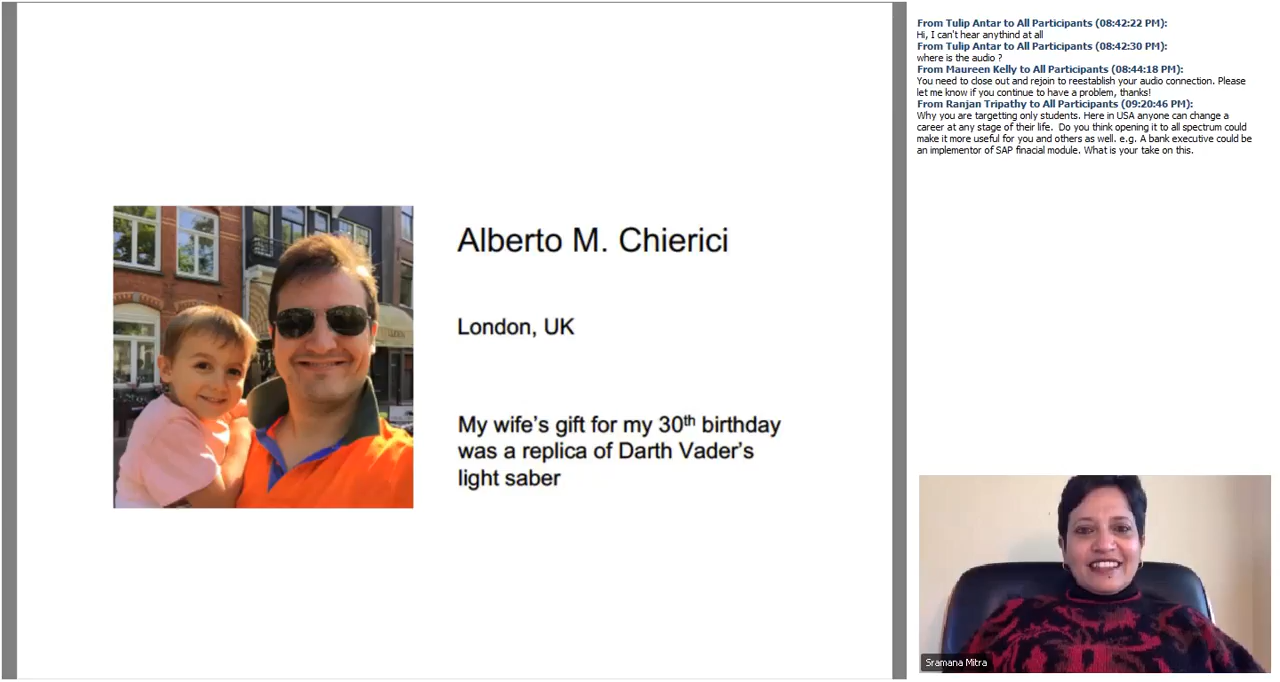 Alberto M. Chierici
London, UK
My wife’s gift for my 30th birthday
was a replica of Darth Vader’s
light saber
From Tulip Antar to All Participants (08:42:22 PM):
Hi, I can't hear anythind at all
From Tulip Antar to All Participants (08:42:30 PM):
where is the audio ?
From Maureen Kelly to All Participants (08:44:18 PM):
You need to close out and rejoin to reestablish your audio connection. Please
let me know if you continue to have a problem, thanks!
From Ranjan Tripathy to All Participants (09:20:46 PM):
Why you are targetting only students. Here in USA anyone can change a
career at any stage of their life.  Do you think opening it to all spectrum could
make it more useful for you and others as well. e.g. A bank executive could be
an implementor of SAP finacial module. What is your take on this.
Sramana Mitra